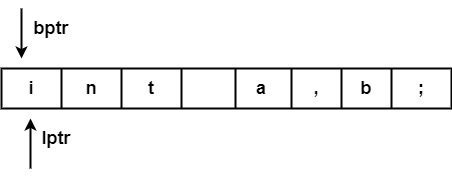 bptr
i n t a , b ;
lptr